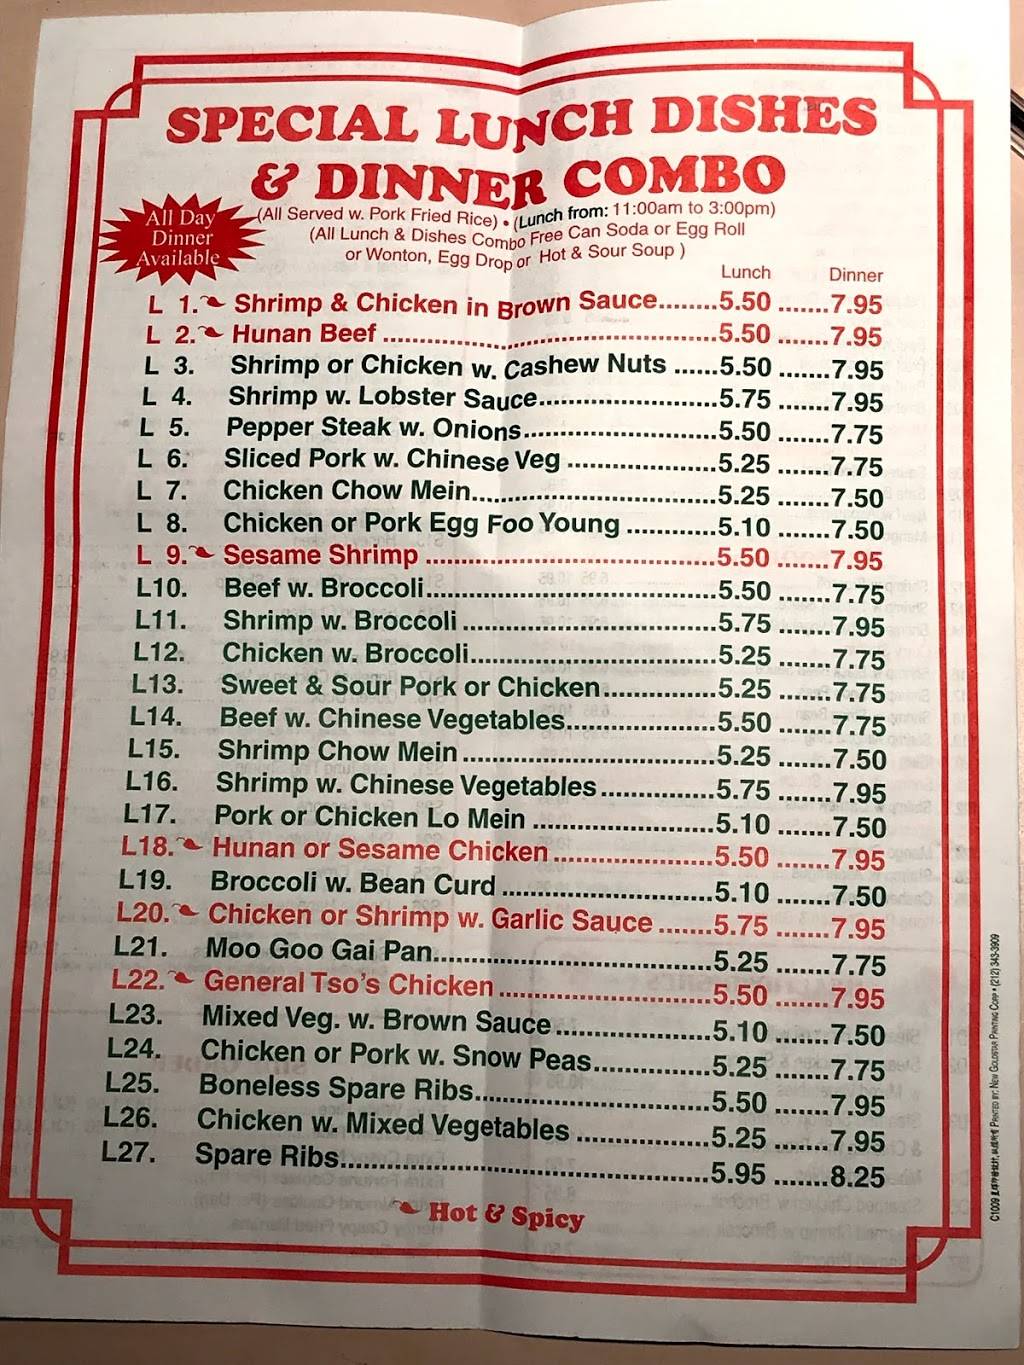 SPECIAL LUNCH DISHES
& DINNER COMBO
All Day
Dinner
Available
(All Served w. Pork Fried Rice) • (Lunch from: 11:00am to 3:00pm)
(All Lunch & Dishes Combo Free Can Soda or Egg Roll
or Wonton, Egg Drop or Hot & Sour Soup )
Lunch Dinner
L 1. Shrimp & Chicken in Brown Sauce........5.50 .......7.95
L 2. Hunan Beef ........5.50 .......7.95
L 3. Shrimp or Chicken w. Cashew Nuts ......5.50 .......7.95
L 4. Shrimp w. Lobster Sauce........5.75 .......7.95
L 5. Pepper Steak w. Onions........5.50 .......7.75
L 6. Sliced Pork w. Chinese Veg ........5.25 .......7.75
L 7. Chicken Chow Mein........5.25 .......7.50
L 8. Chicken or Pork Egg Foo Young ........5.10 .......7.50
L 9. Sesame Shrimp ........5.50 .......7.95
L10. Beef w. Broccoli........5.50 .......7.75
L11. Shrimp w. Broccoli ........5.75 .......7.95
L12. Chicken w. Broccoli........5.25 .......7.75
L13. Sweet & Sour Pork or Chicken........5.25 .......7.75
L14. Beef w. Chinese Vegetables........5.50 .......7.75
L15. Shrimp Chow Mein ........5.25 .......7.50
L16. Shrimp w. Chinese Vegetables........5.75 .......7.95
L17. Pork or Chicken Lo Mein ........5.10 .......7.50
L18. Hunan or Sesame Chicken ........5.50 .......7.95
L19. Broccoli w. Bean Curd ........5.10 .......7.50
L20. Chicken or Shrimp w. Garlic Sauce .......5.75 .......7.95
L21. Moo Goo Gai Pan........5.25 .......7.75
L22. General Tso's Chicken ........5.50 .......7.95
L23. Mixed Veg. w. Brown Sauce........5.10 .......7.50
L24. Chicken or Pork w. Snow Peas........5.25 .......7.75
L25. Boneless Spare Ribs........5.50 .......7.95
L26. Chicken w. Mixed Vegetables ........5.25 .......7.95
L27. Spare Ribs........5.95 .......8.25
Hot & Spicy
C1009 PRINTED BY: NEW GOLDSTAR PRINTING CORP • (212) 343-3909